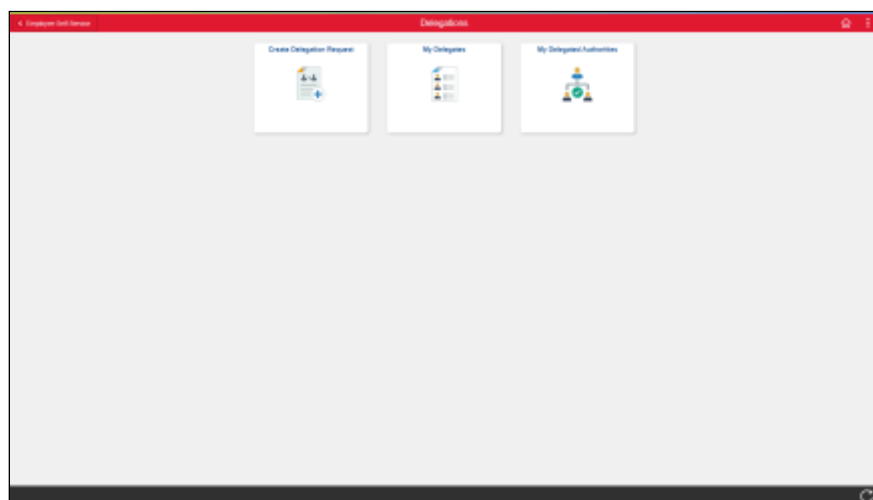 Employee Self Service
Delegations
Create Delegation Request
My Delegates
My Delegated Authorities